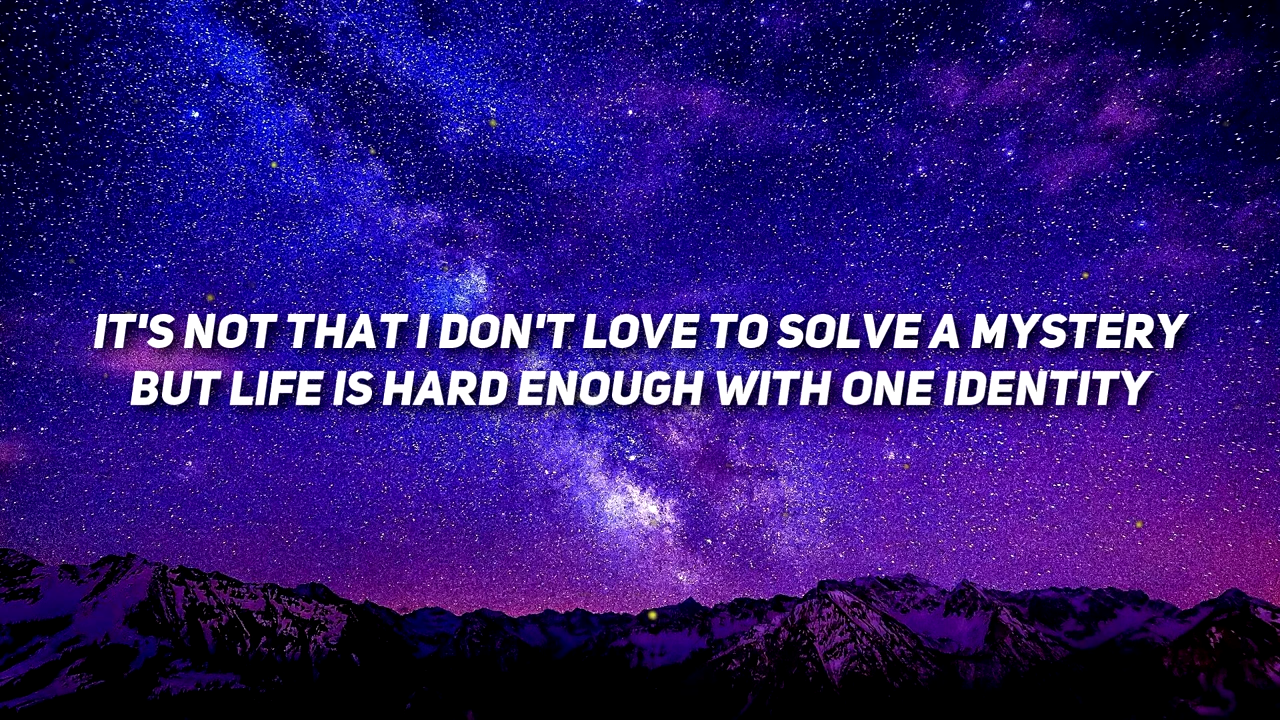 IT'S NOT THAT I DON'T LOVE TO SOLVE A MYSTERY
BUT LIFE IS HARD ENOUGH WITH ONE IDENTITY